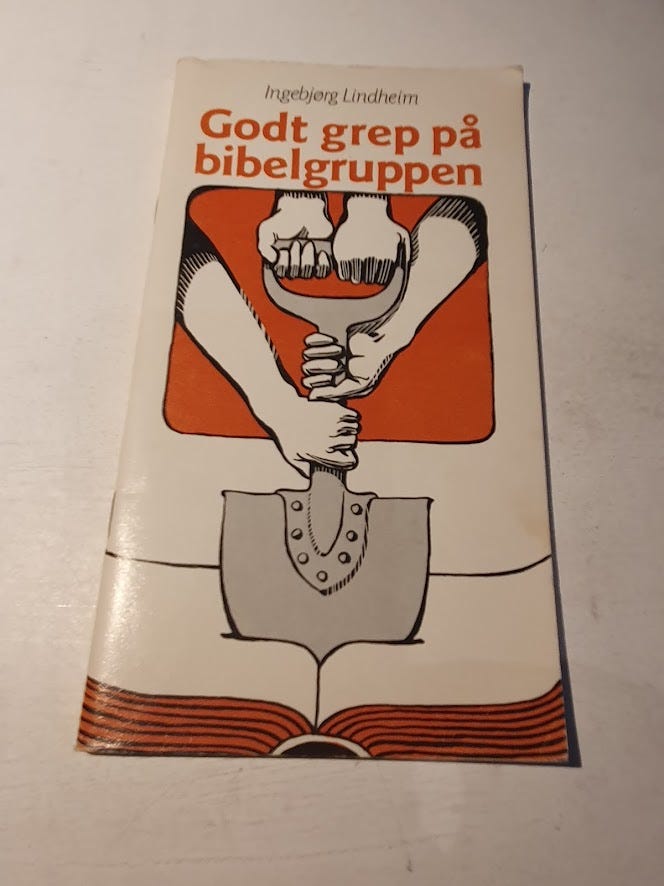 Ingebjørg Lindheim
Godt grep på
bibelgruppen